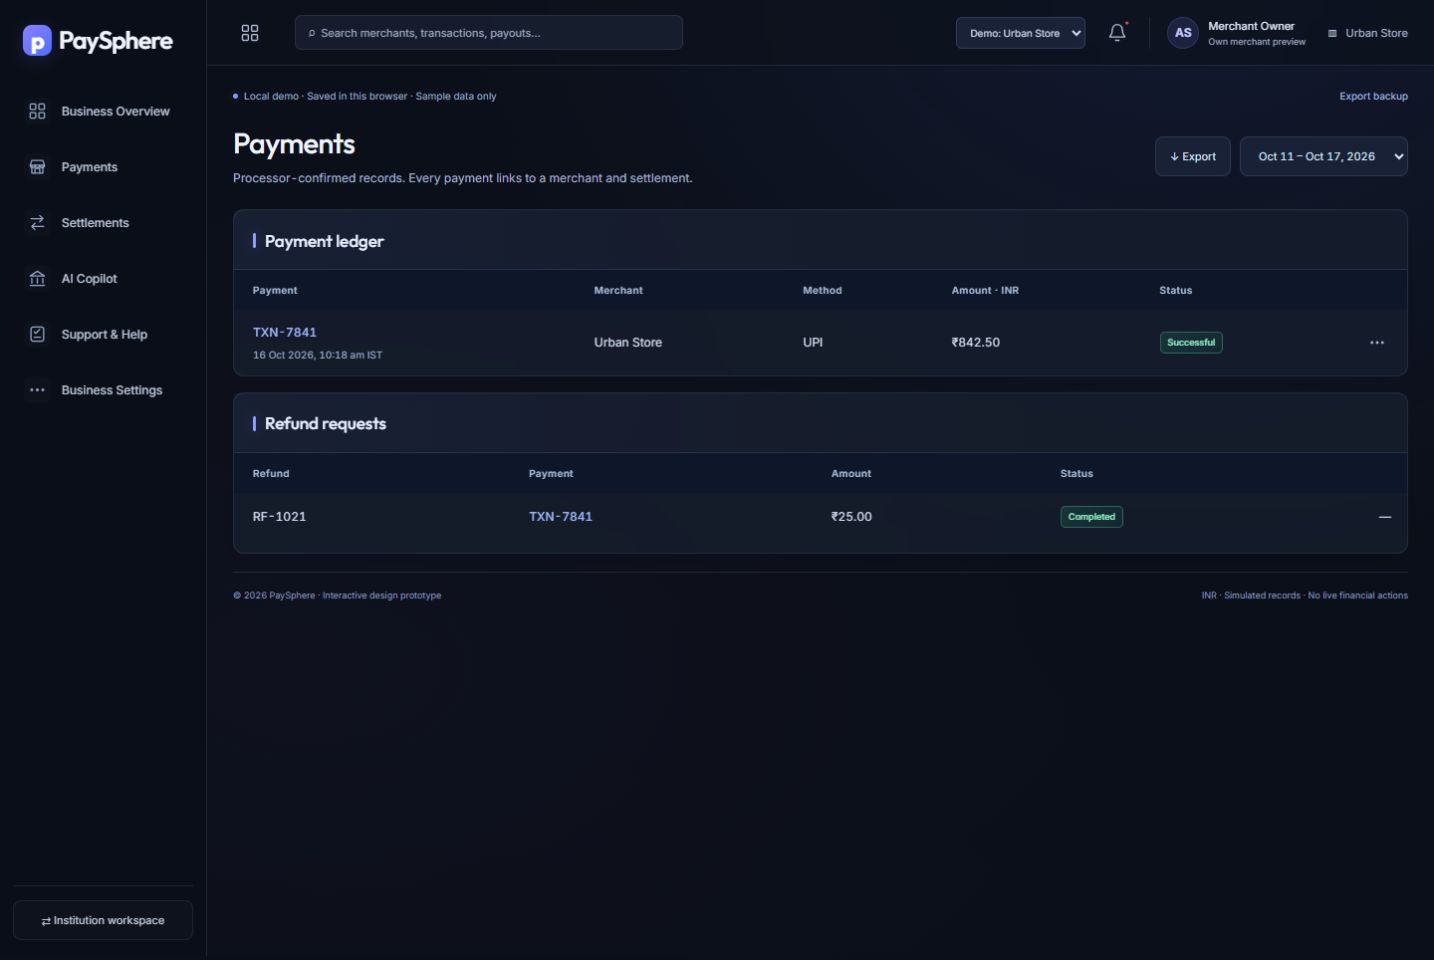 PaySphere
Search merchants, transactions, payouts...
Demo: Urban Store
AS
Merchant Owner
Own merchant preview
Urban Store
Business Overview
Payments
Settlements
AI Copilot
Support & Help
Business Settings
⇄ Institution workspace
Local demo · Saved in this browser · Sample data only
Export backup
Payments
Processor-confirmed records. Every payment links to a merchant and settlement.
↓ Export
Oct 11 – Oct 17, 2026
Payment ledger
Payment Merchant Method Amount · INR Status
TXN-7841
16 Oct 2026, 10:18 am IST
Urban Store UPI ₹842.50 Successful ···
Refund requests
Refund Payment Amount Status
RF-1021 TXN-7841 ₹25.00 Completed —
© 2026 PaySphere · Interactive design prototype
INR · Simulated records · No live financial actions